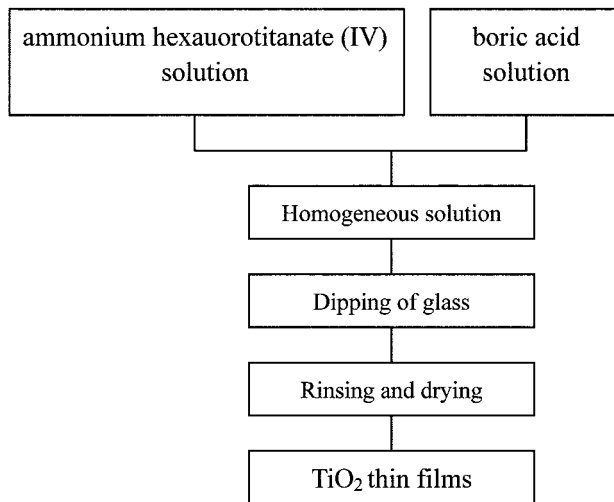 ammonium hexauorotitanate (IV)
solution
boric acid
solution
Homogeneous solution
Dipping of glass
Rinsing and drying
TiO₂ thin films